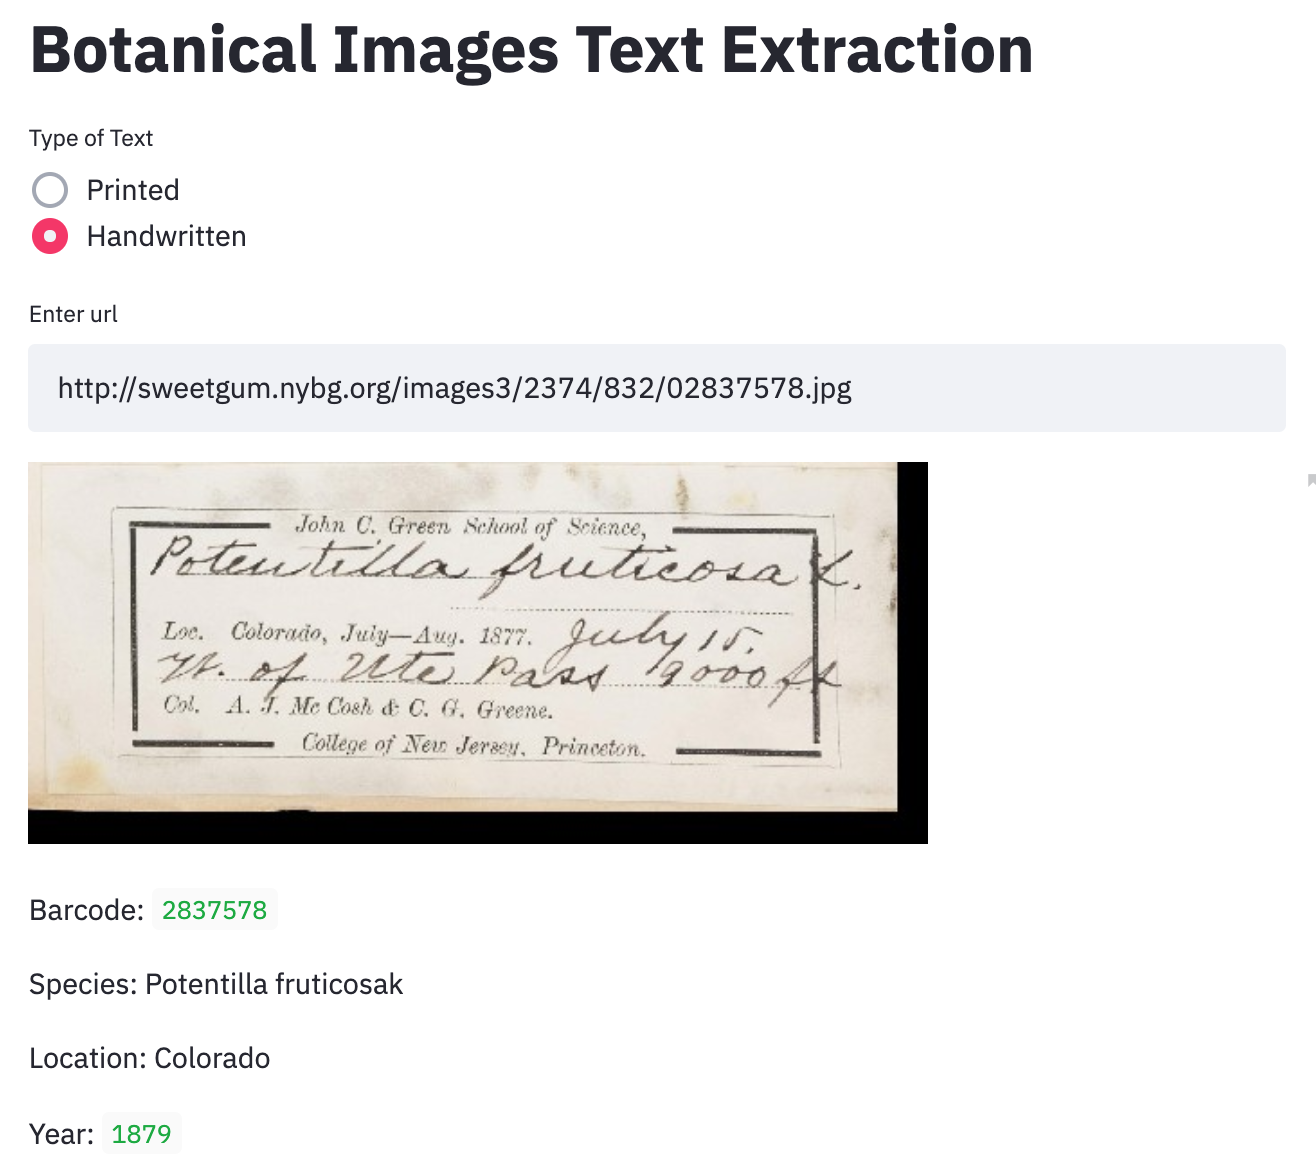 Botanical Images Text Extraction
Type of Text
Printed
Handwritten
Enter url
http://sweetgum.nybg.org/images3/2374/832/02837578.jpg
John C. Green School of Science,
Potentilla fruticosa L.
Loc. Colorado, July—Aug. 1877. July 15.
W. of Ute Pass 9000 ft
Col. A. J. Mc Cosh & C. G. Greene.
College of New Jersey, Princeton.
Barcode: 2837578
Species: Potentilla fruticosak
Location: Colorado
Year: 1879